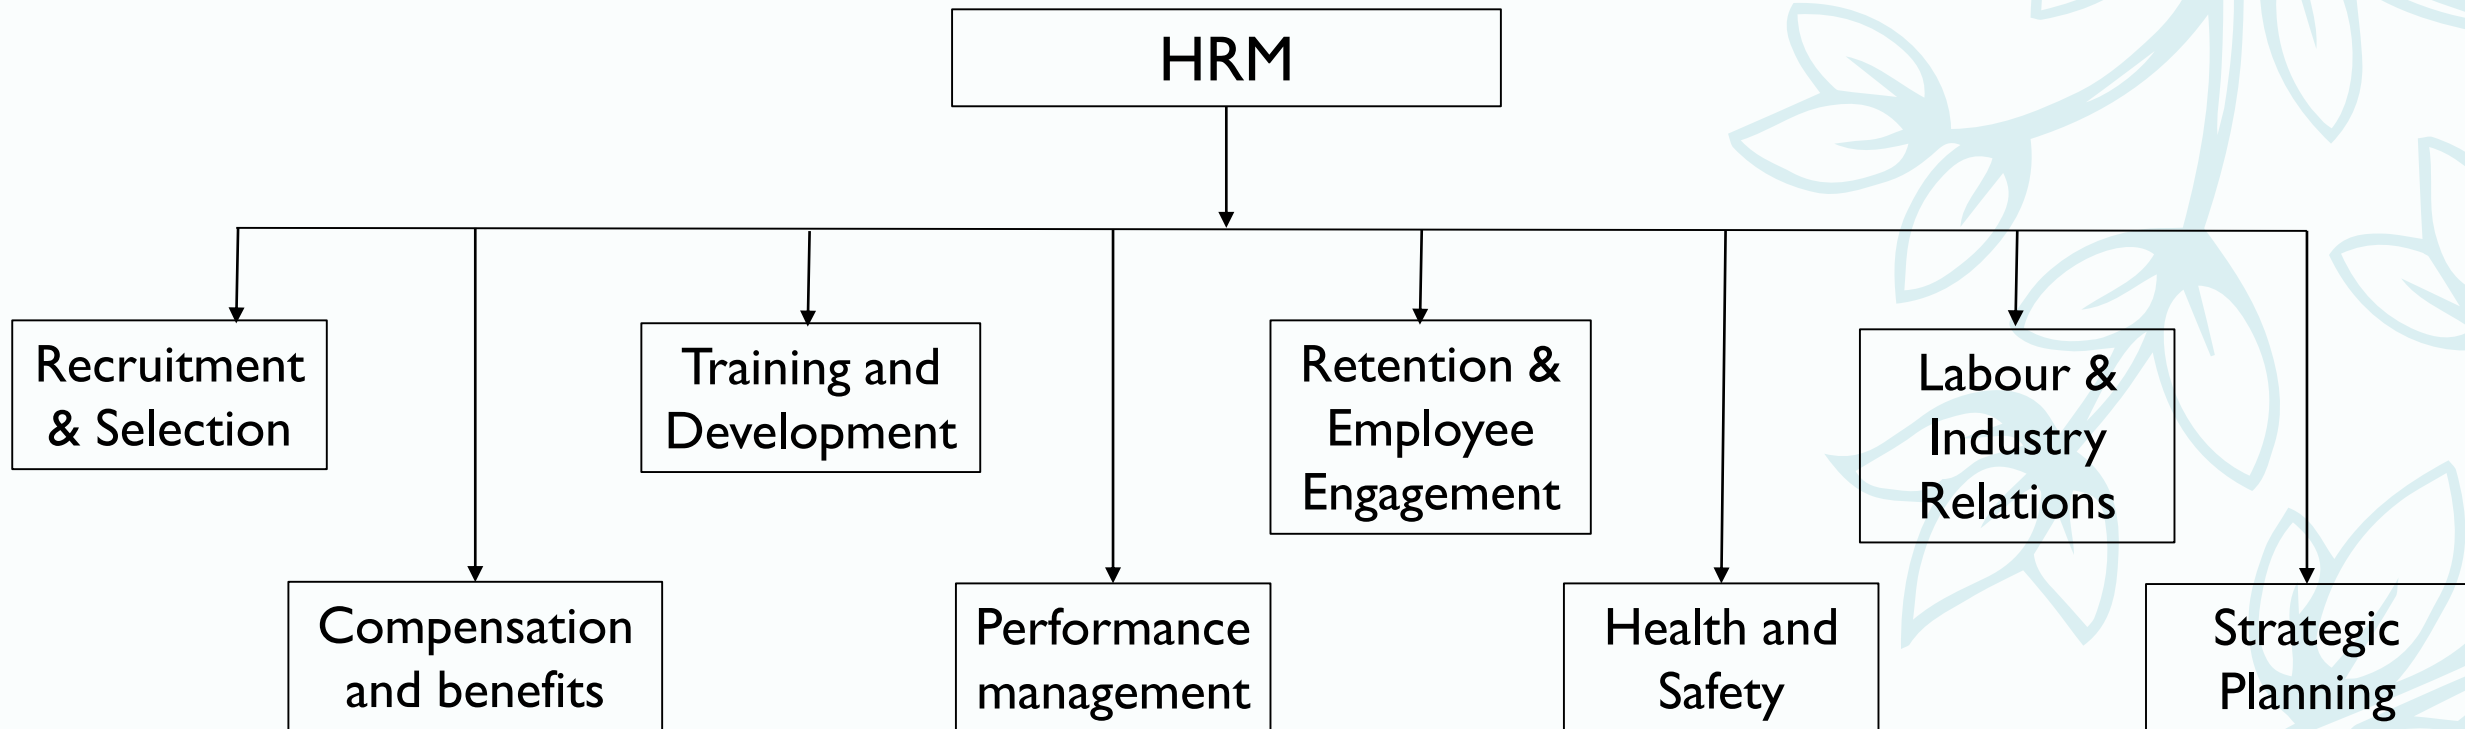 HRM
Recruitment
& Selection
Training and
Development
Retention &
Employee
Engagement
Labour &
Industry
Relations
Compensation
and benefits
Performance
management
Health and
Safety
Strategic
Planning